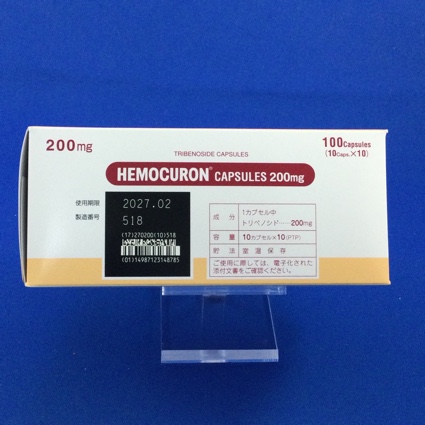 200mg
TRIBENOSIDE CAPSULES
100Capsules
(10Caps.×10)
HEMOCURON® CAPSULES 200mg
使用期限 2027.02
製造番号 518
(17)270200(10)518
(01)14987123148785
成分 1カプセル中
トリベノシド……200mg
容量 10カプセル×10(PTP)
貯法 室温保存
ご使用に際しては、電子化された
添付文書をご確認ください。